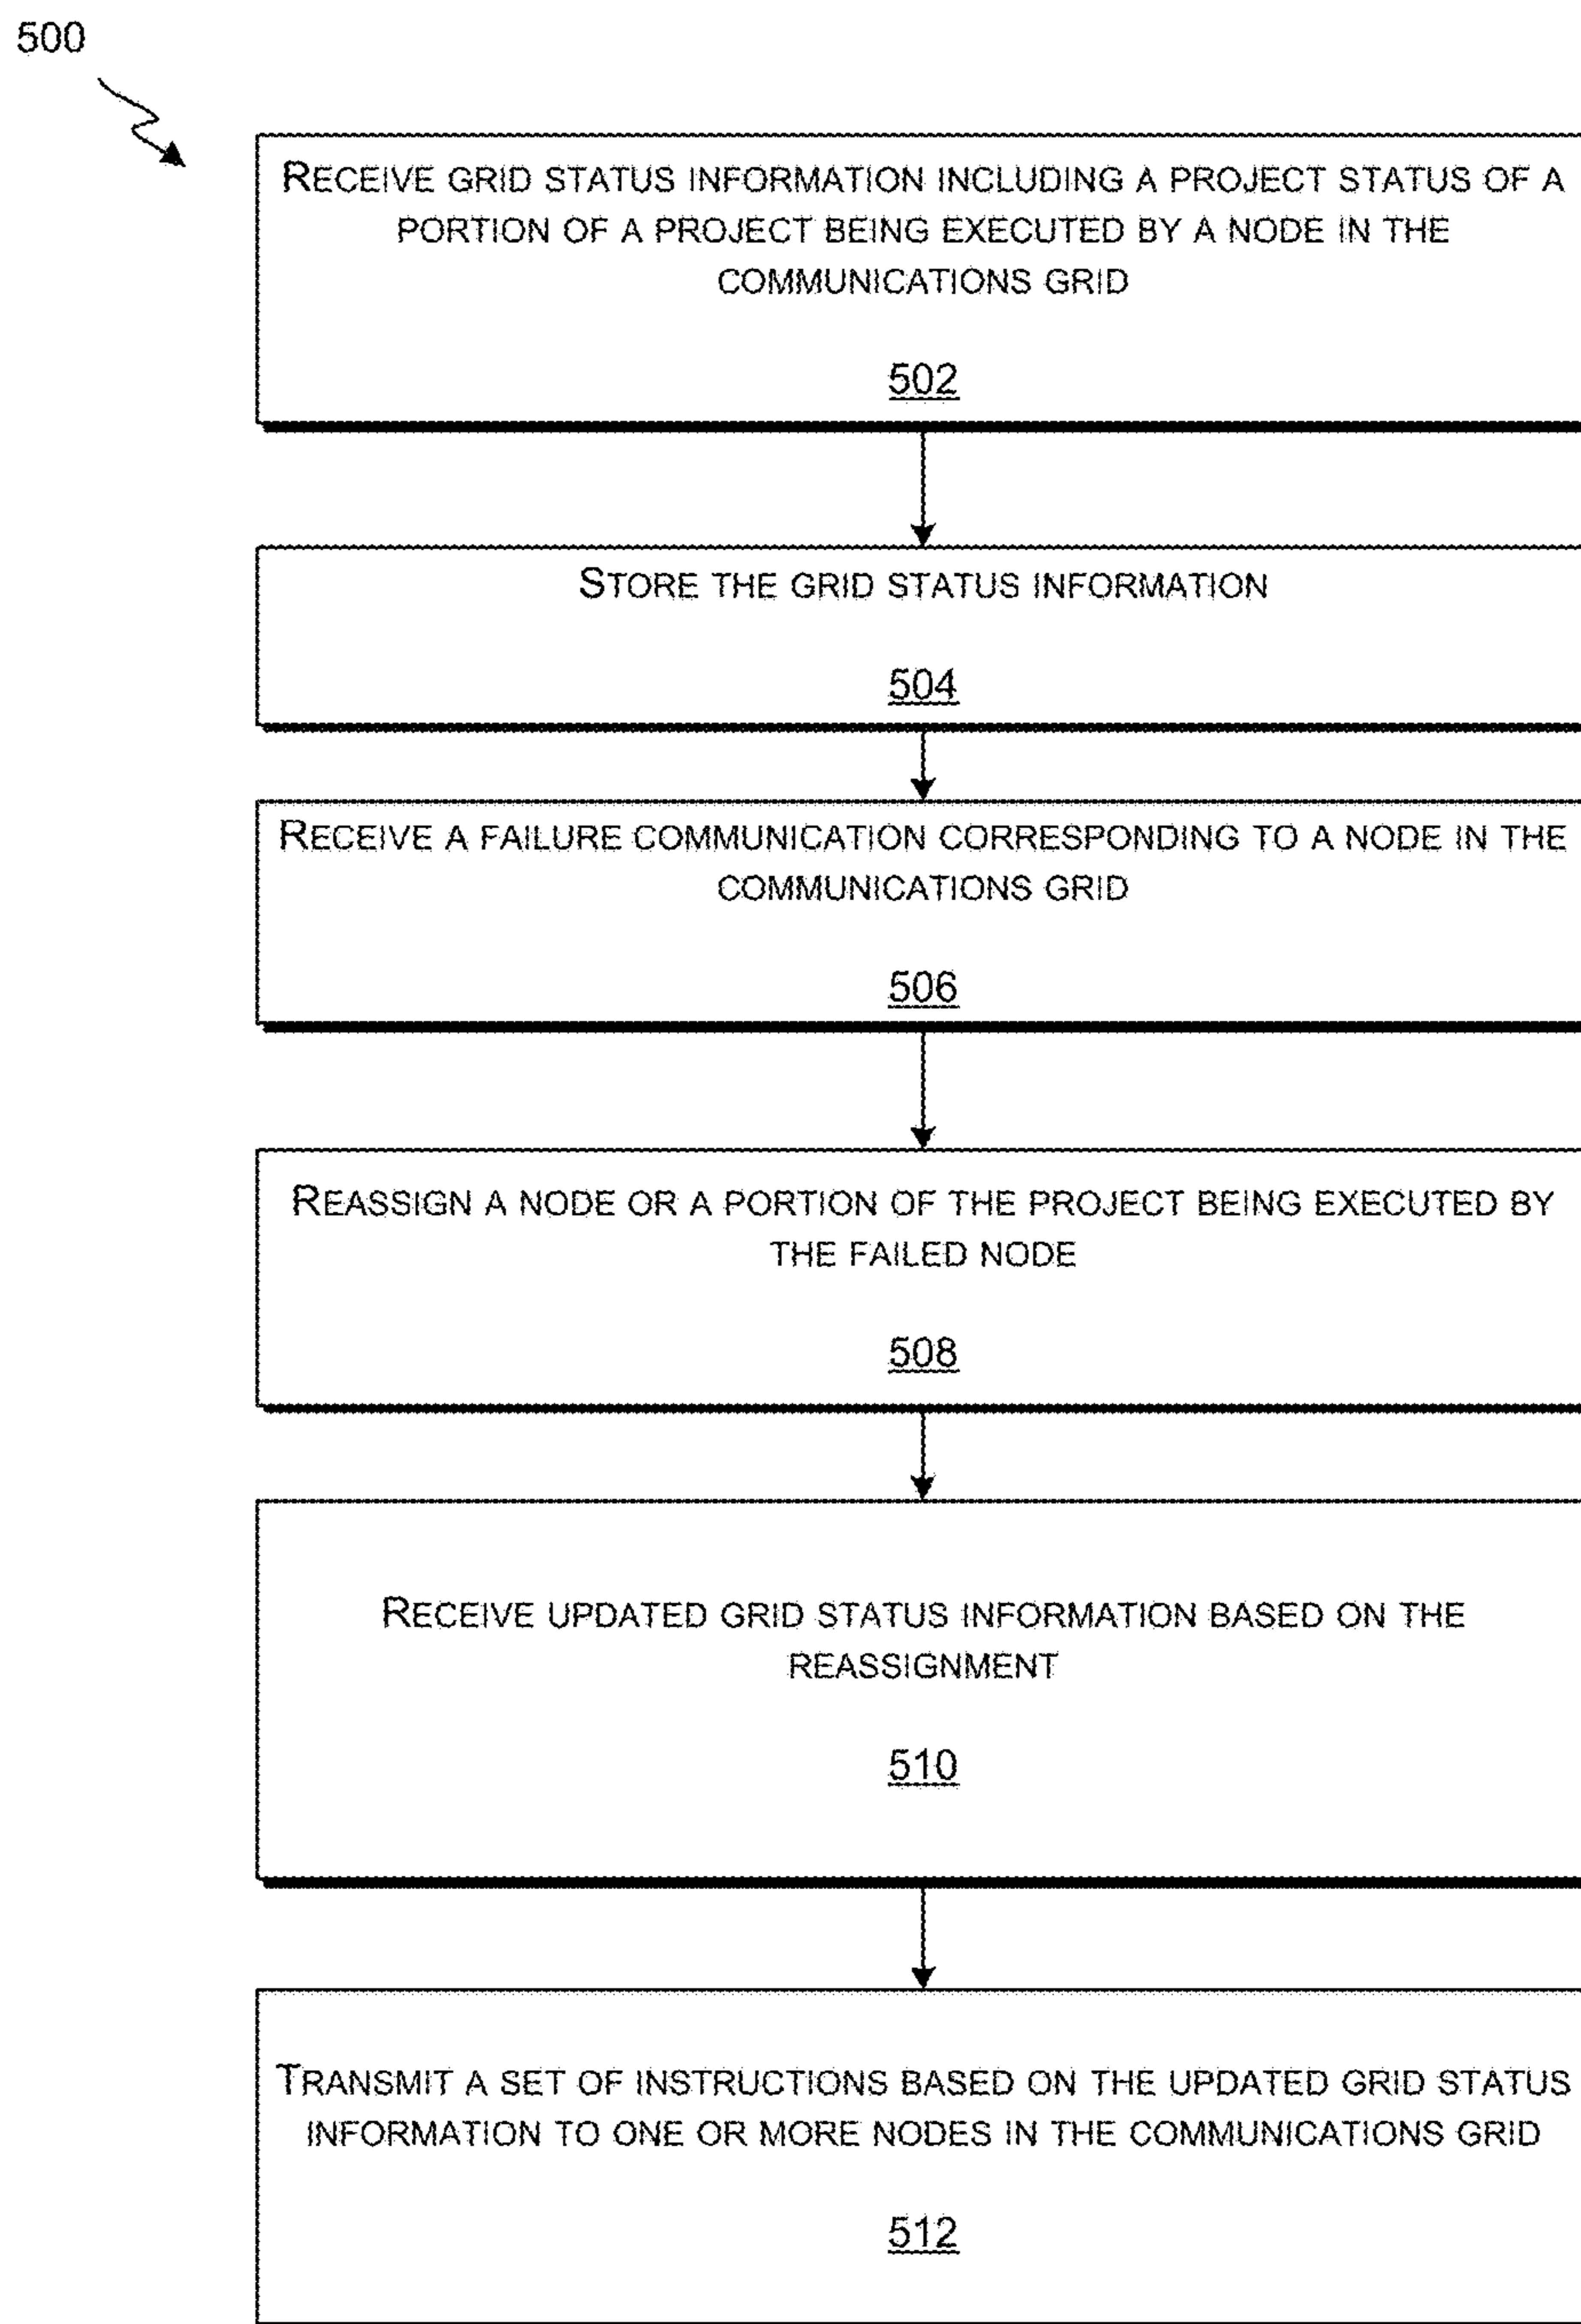 500
RECEIVE GRID STATUS INFORMATION INCLUDING A PROJECT STATUS OF A
PORTION OF A PROJECT BEING EXECUTED BY A NODE IN THE
COMMUNICATIONS GRID
502
STORE THE GRID STATUS INFORMATION
504
RECEIVE A FAILURE COMMUNICATION CORRESPONDING TO A NODE IN THE
COMMUNICATIONS GRID
506
REASSIGN A NODE OR A PORTION OF THE PROJECT BEING EXECUTED BY
THE FAILED NODE
508
RECEIVE UPDATED GRID STATUS INFORMATION BASED ON THE
REASSIGNMENT
510
TRANSMIT A SET OF INSTRUCTIONS BASED ON THE UPDATED GRID STATUS
INFORMATION TO ONE OR MORE NODES IN THE COMMUNICATIONS GRID
512